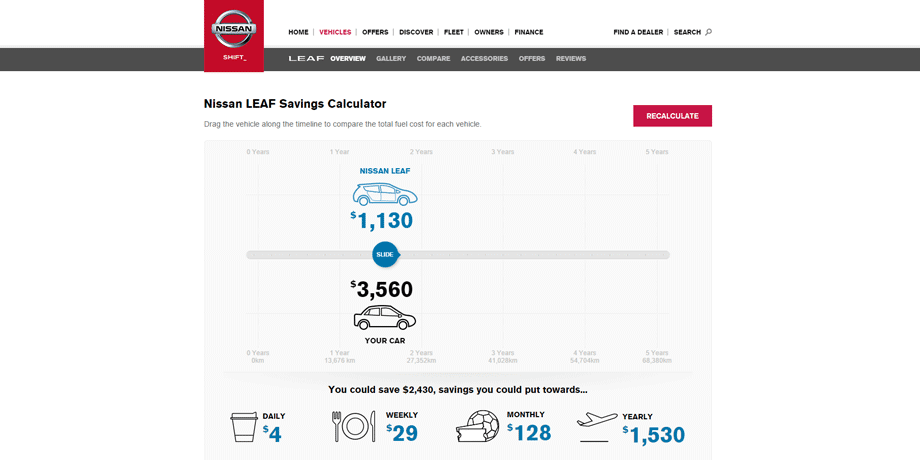 NISSAN
SHIFT_
HOME | VEHICLES | OFFERS | DISCOVER | FLEET | OWNERS | FINANCE
FIND A DEALER | SEARCH
LEAF OVERVIEW GALLERY COMPARE ACCESSORIES OFFERS REVIEWS
Nissan LEAF Savings Calculator
Drag the vehicle along the timeline to compare the total fuel cost for each vehicle.
RECALCULATE
0 Years 1 Year 2 Years 3 Years 4 Years 5 Years
NISSAN LEAF
$1,130
SLIDE
$3,560
YOUR CAR
0 Years 1 Year 2 Years 3 Years 4 Years 5 Years
0km 13,676 km 27,352km 41,028km 54,704km 68,380km
You could save $2,430, savings you could put towards...
DAILY
$4
WEEKLY
$29
MONTHLY
$128
YEARLY
$1,530